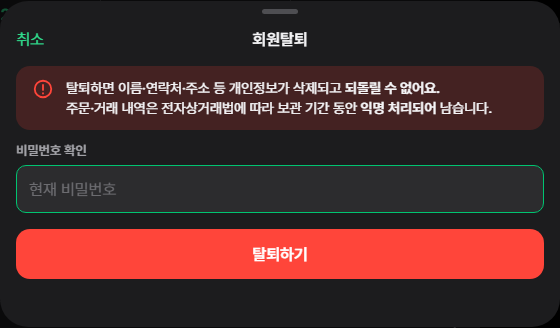 취소
회원탈퇴
탈퇴하면 이름·연락처·주소 등 개인정보가 삭제되고 되돌릴 수 없어요.
주문·거래 내역은 전자상거래법에 따라 보관 기간 동안 익명 처리되어 남습니다.
비밀번호 확인
현재 비밀번호
탈퇴하기